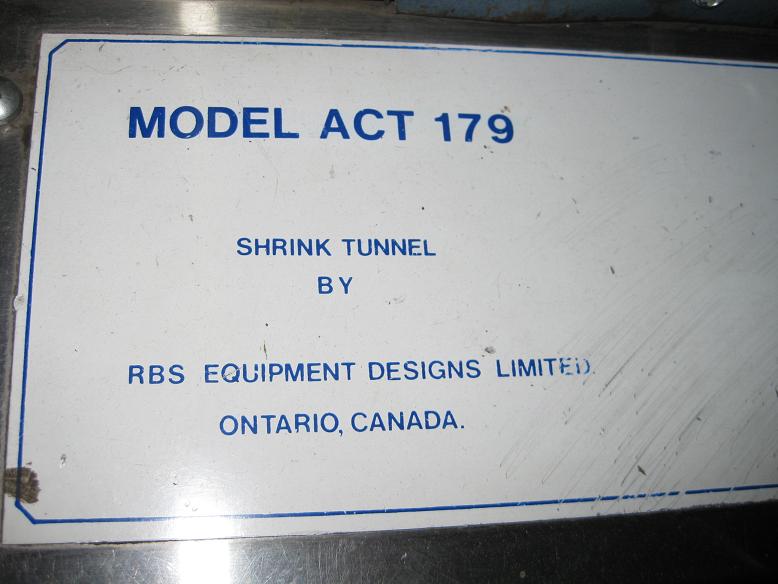 MODEL ACT 179
SHRINK TUNNEL
BY
RBS EQUIPMENT DESIGNS LIMITED.
ONTARIO, CANADA.